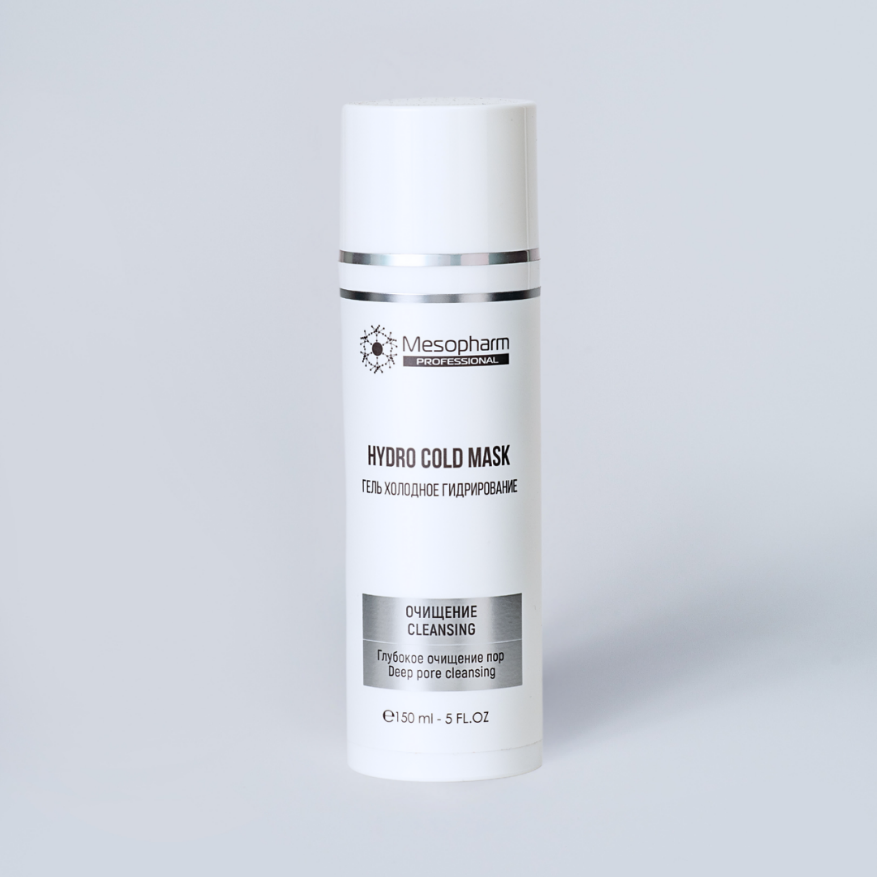 Mesopharm
PROFESSIONAL
HYDRO COLD MASK
ГЕЛЬ ХОЛОДНОЕ ГИДРИРОВАНИЕ
ОЧИЩЕНИЕ
CLEANSING
Глубокое очищение пор
Deep pore cleansing
℮150 ml - 5 FL.OZ